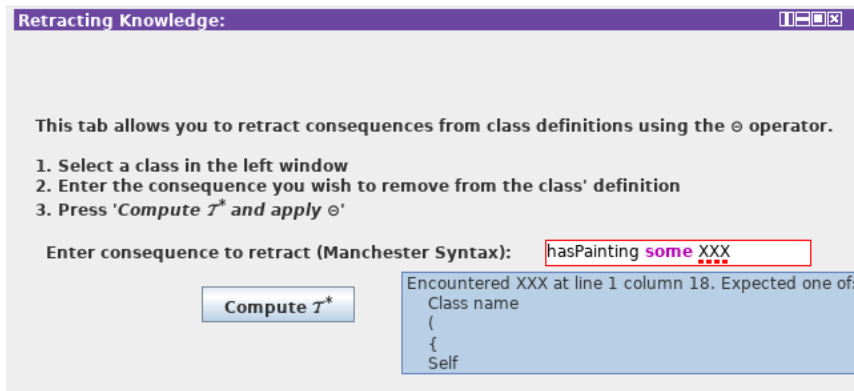 Retracting Knowledge:
This tab allows you to retract consequences from class definitions using the ⊖ operator.
1. Select a class in the left window
2. Enter the consequence you wish to remove from the class' definition
3. Press 'Compute 𝒯* and apply ⊖'
Enter consequence to retract (Manchester Syntax): hasPainting some XXX
Compute 𝒯*
Encountered XXX at line 1 column 18. Expected one of:
Class name
(
{
Self